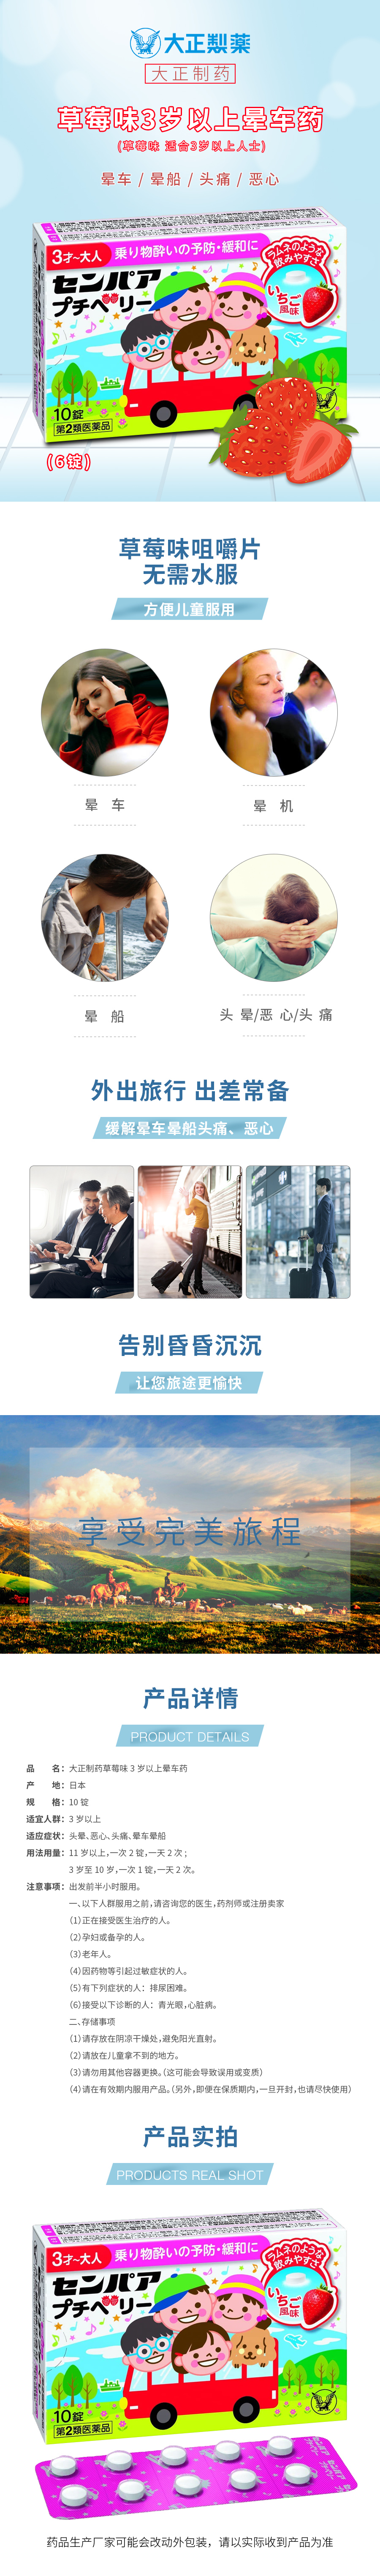 大正製薬
大正制药
草莓味3岁以上晕车药
(草莓味 适合3岁以上人士)
晕车 / 晕船 / 头痛 / 恶心
3才~大人
乗り物酔いの予防・緩和に
センパア
プチベリー
ラムネのような
飲みやすさ
いちご
風味
10錠
第2類医薬品
(6锭)
草莓味咀嚼片
无需水服
方便儿童服用
晕 车
晕 机
晕 船
头 晕/恶 心/头 痛
外出旅行 出差常备
缓解晕车晕船头痛、恶心
告别昏昏沉沉
让您旅途更愉快
享受完美旅程
产品详情
PRODUCT DETAILS
品 名：大正制药草莓味 3 岁以上晕车药
产 地：日本
规 格：10 锭
适宜人群：3 岁以上
适应症状：头晕、恶心、头痛、晕车晕船
用法用量：11 岁以上,一次 2 锭,一天 2 次；
3 岁至 10 岁,一次 1 锭,一天 2 次。
注意事项：出发前半小时服用。
一、以下人群服用之前,请咨询您的医生,药剂师或注册卖家
（1）正在接受医生治疗的人。
（2）孕妇或备孕的人。
（3）老年人。
（4）因药物等引起过敏症状的人。
（5）有下列症状的人：排尿困难。
（6）接受以下诊断的人：青光眼,心脏病。
二、存储事项
（1）请存放在阴凉干燥处,避免阳光直射。
（2）请放在儿童拿不到的地方。
（3）请勿用其他容器更换。（这可能会导致误用或变质）
（4）请在有效期内服用产品。（另外,即便在保质期内,一旦开封,也请尽快使用）
产品实拍
PRODUCTS REAL SHOT
3才~大人
乗り物酔いの予防・緩和に
センパア
プチベリー
ラムネのような
飲みやすさ
いちご
風味
10錠
第2類医薬品
药品生产厂家可能会改动外包装，请以实际收到产品为准